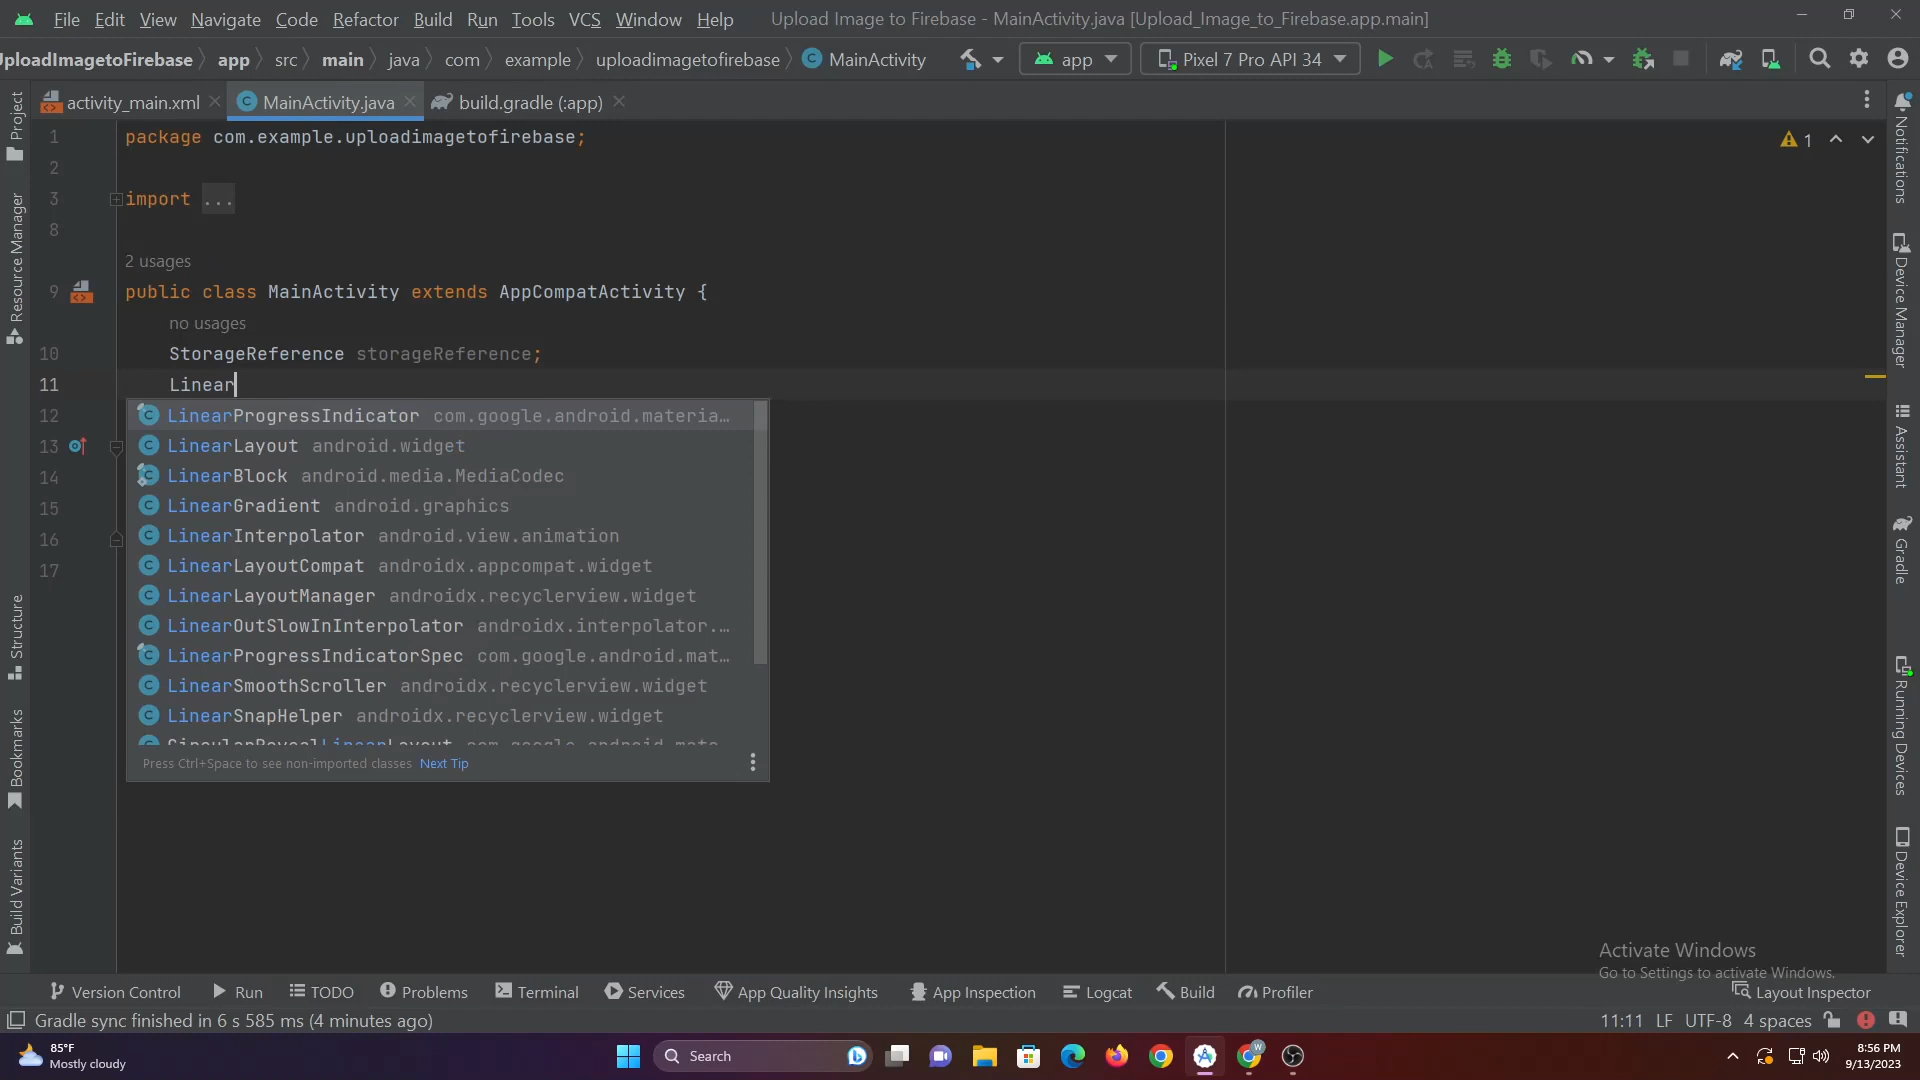 File Edit View Navigate Code Refactor Build Run Tools VCS Window Help Upload Image to Firebase - MainActivity.java [Upload_Image_to_Firebase.app.main]
UploadImagetoFirebase app src main java com example uploadimagetofirebase MainActivity app Pixel 7 Pro API 34
activity_main.xml MainActivity.java build.gradle (:app)
1 package com.example.uploadimagetofirebase; 1
2
3 import ...
8
2 usages
9 public class MainActivity extends AppCompatActivity {
no usages
10 StorageReference storageReference;
11 Linear
12 LinearProgressIndicator com.google.android.materia...
13 LinearLayout android.widget
14 LinearBlock android.media.MediaCodec
15 LinearGradient android.graphics
16 LinearInterpolator android.view.animation
17 LinearLayoutCompat androidx.appcompat.widget
LinearLayoutManager androidx.recyclerview.widget
LinearOutSlowInInterpolator androidx.interpolator....
LinearProgressIndicatorSpec com.google.android.mat...
LinearSmoothScroller androidx.recyclerview.widget
LinearSnapHelper androidx.recyclerview.widget
Press Ctrl+Space to see non-imported classes Next Tip
Project
Resource Manager
Structure
Bookmarks
Build Variants
Notifications
Device Manager
Assistant
Gradle
Running Devices
Device Explorer
Activate Windows
Go to Settings to activate Windows.
Version Control Run TODO Problems Terminal Services App Quality Insights App Inspection Logcat Build Profiler Layout Inspector
Gradle sync finished in 6 s 585 ms (4 minutes ago) 11:11 LF UTF-8 4 spaces
85°F
Mostly cloudy
Search
8:56 PM
9/13/2023